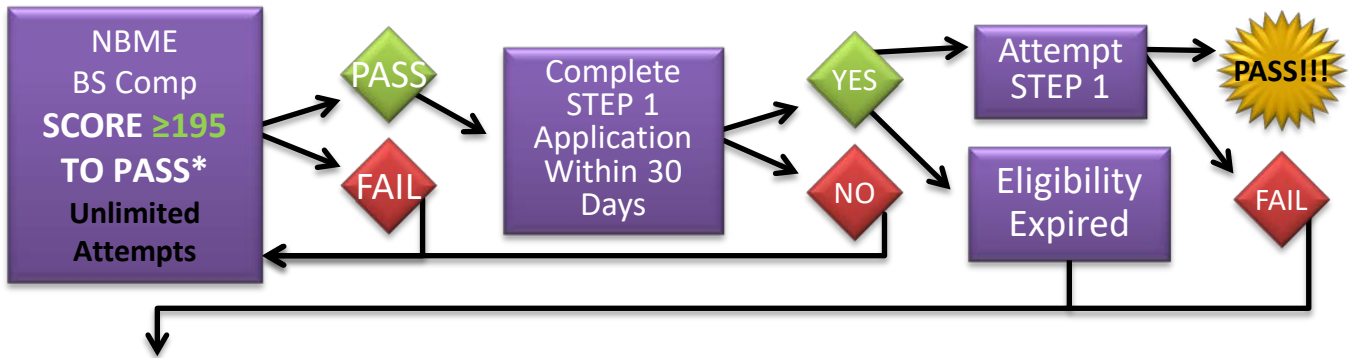 NBME
BS Comp
SCORE ≥195
TO PASS*
Unlimited
Attempts
PASS
FAIL
Complete
STEP 1
Application
Within 30
Days
YES
NO
Attempt
STEP 1
Eligibility
Expired
PASS!!!
FAIL